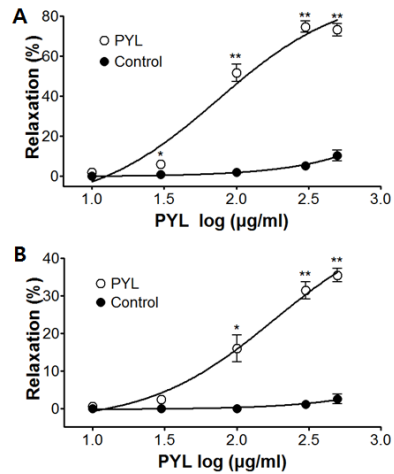 A
80
60
40
20
0
Relaxation (%)
PYL
Control
*
**
**
**
1.0
1.5
2.0
2.5
3.0
PYL log (μg/ml)
B
40
30
20
10
0
Relaxation (%)
PYL
Control
*
**
**
1.0
1.5
2.0
2.5
3.0
PYL log (μg/ml)